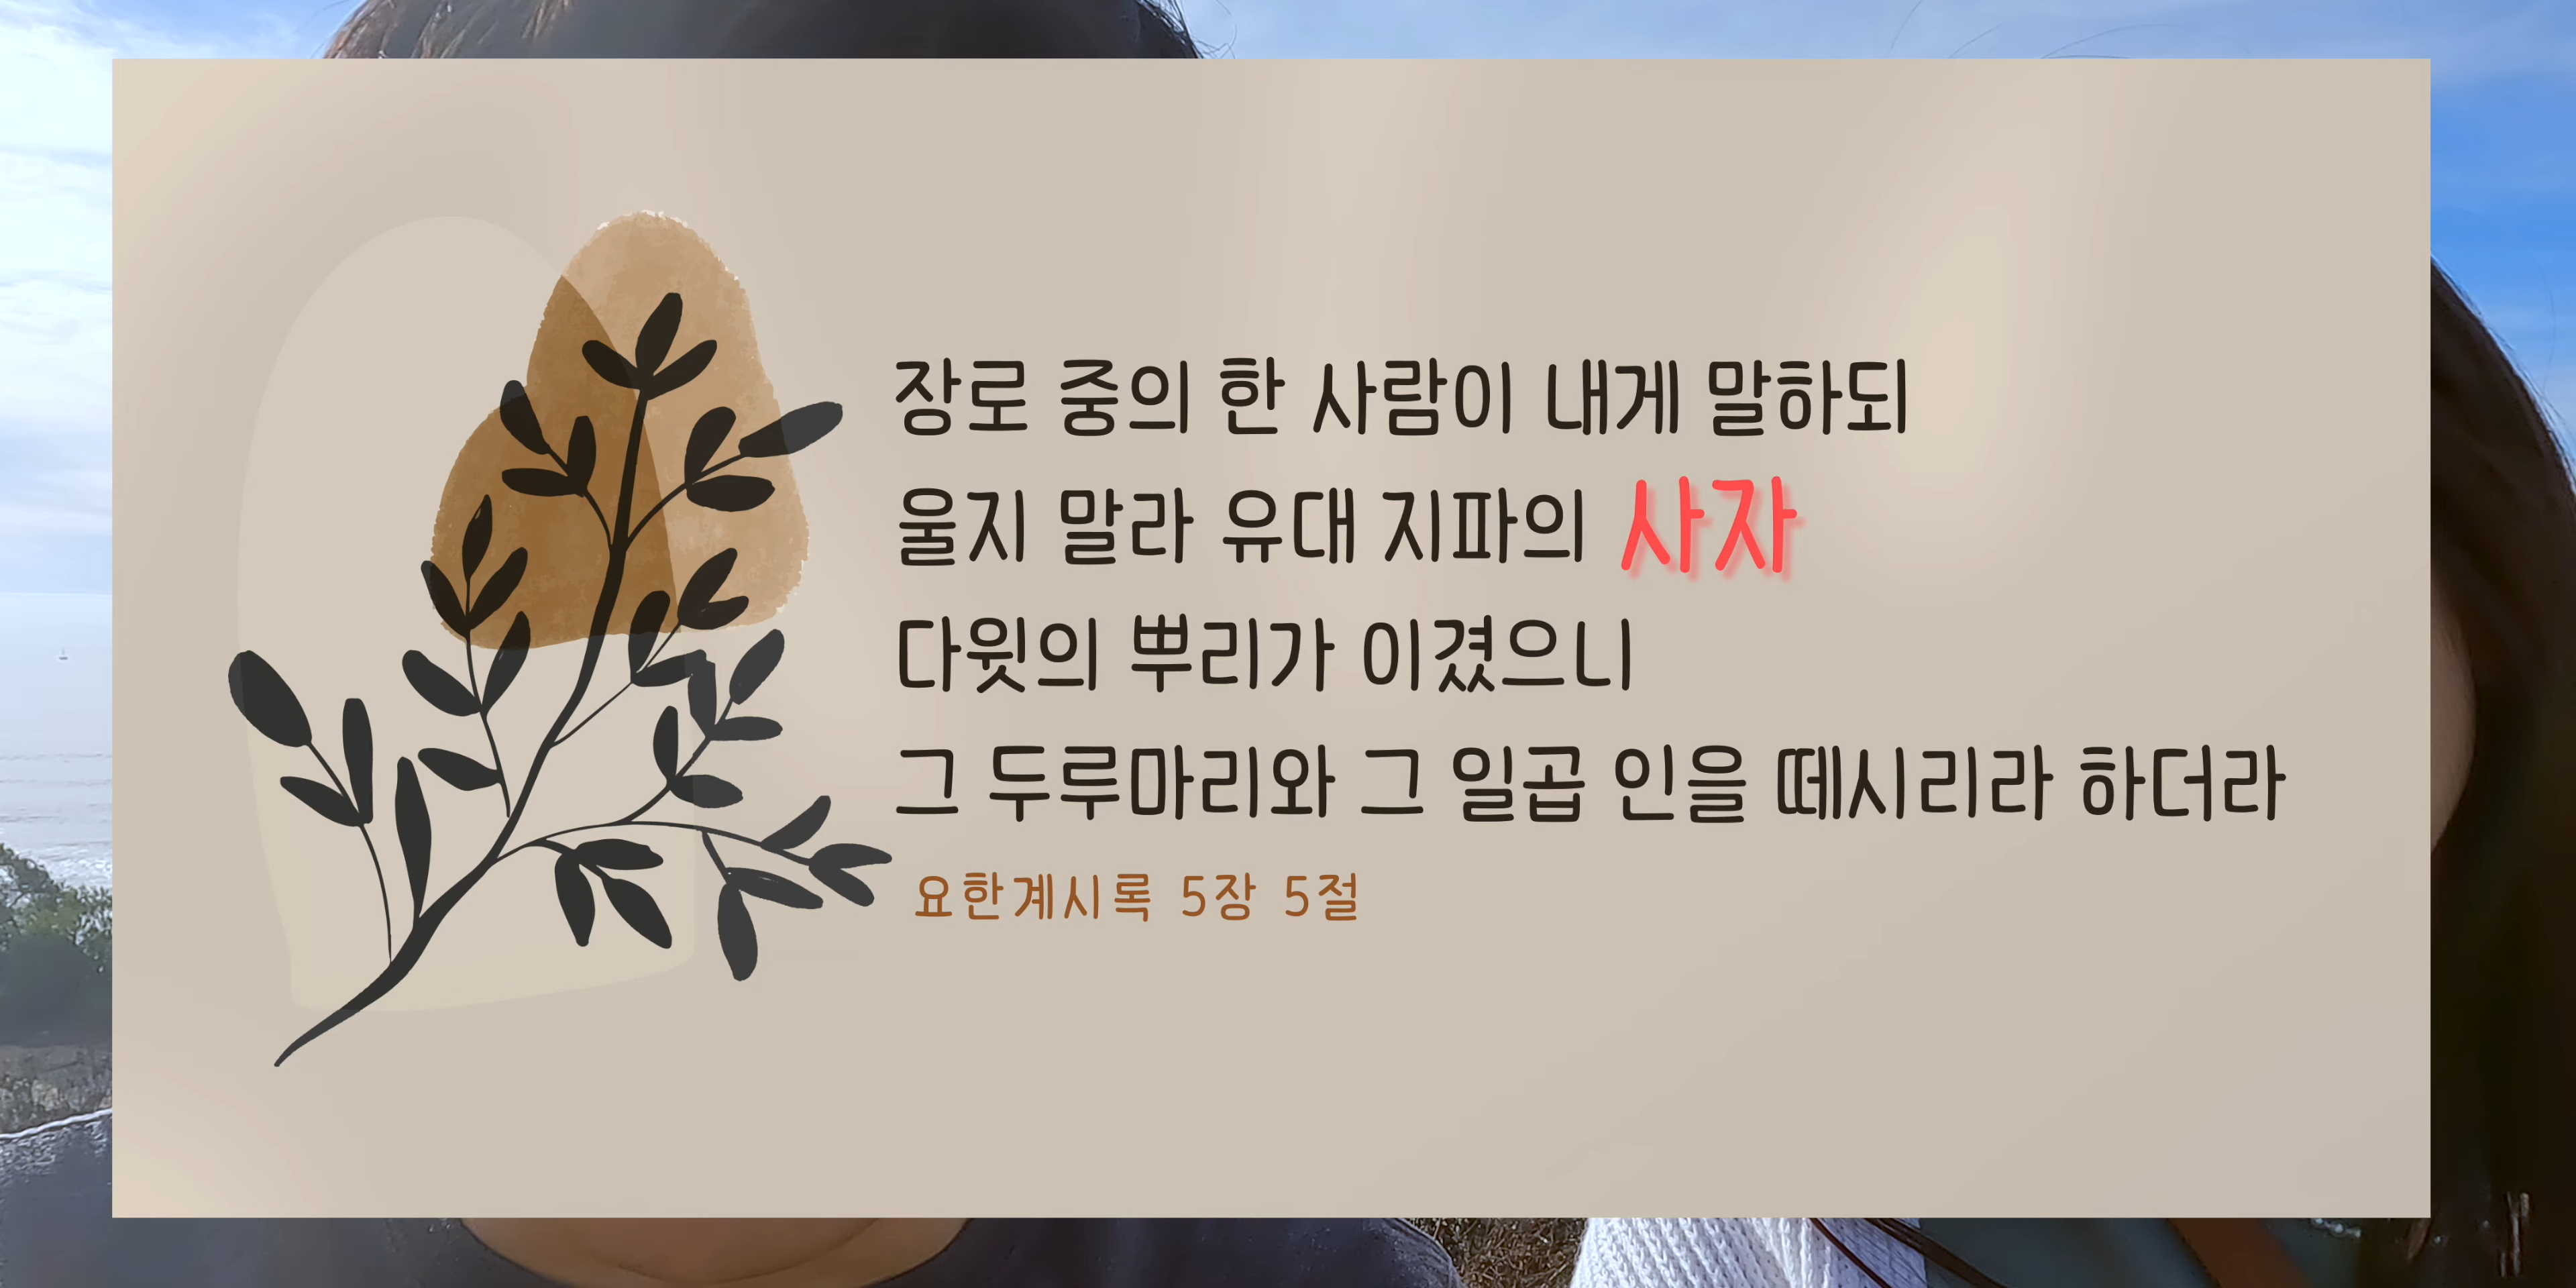 장로 중의 한 사람이 내게 말하되
울지 말라 유대 지파의 사자
다윗의 뿌리가 이겼으니
그 두루마리와 그 일곱 인을 떼시리라 하더라
요한계시록 5장 5절